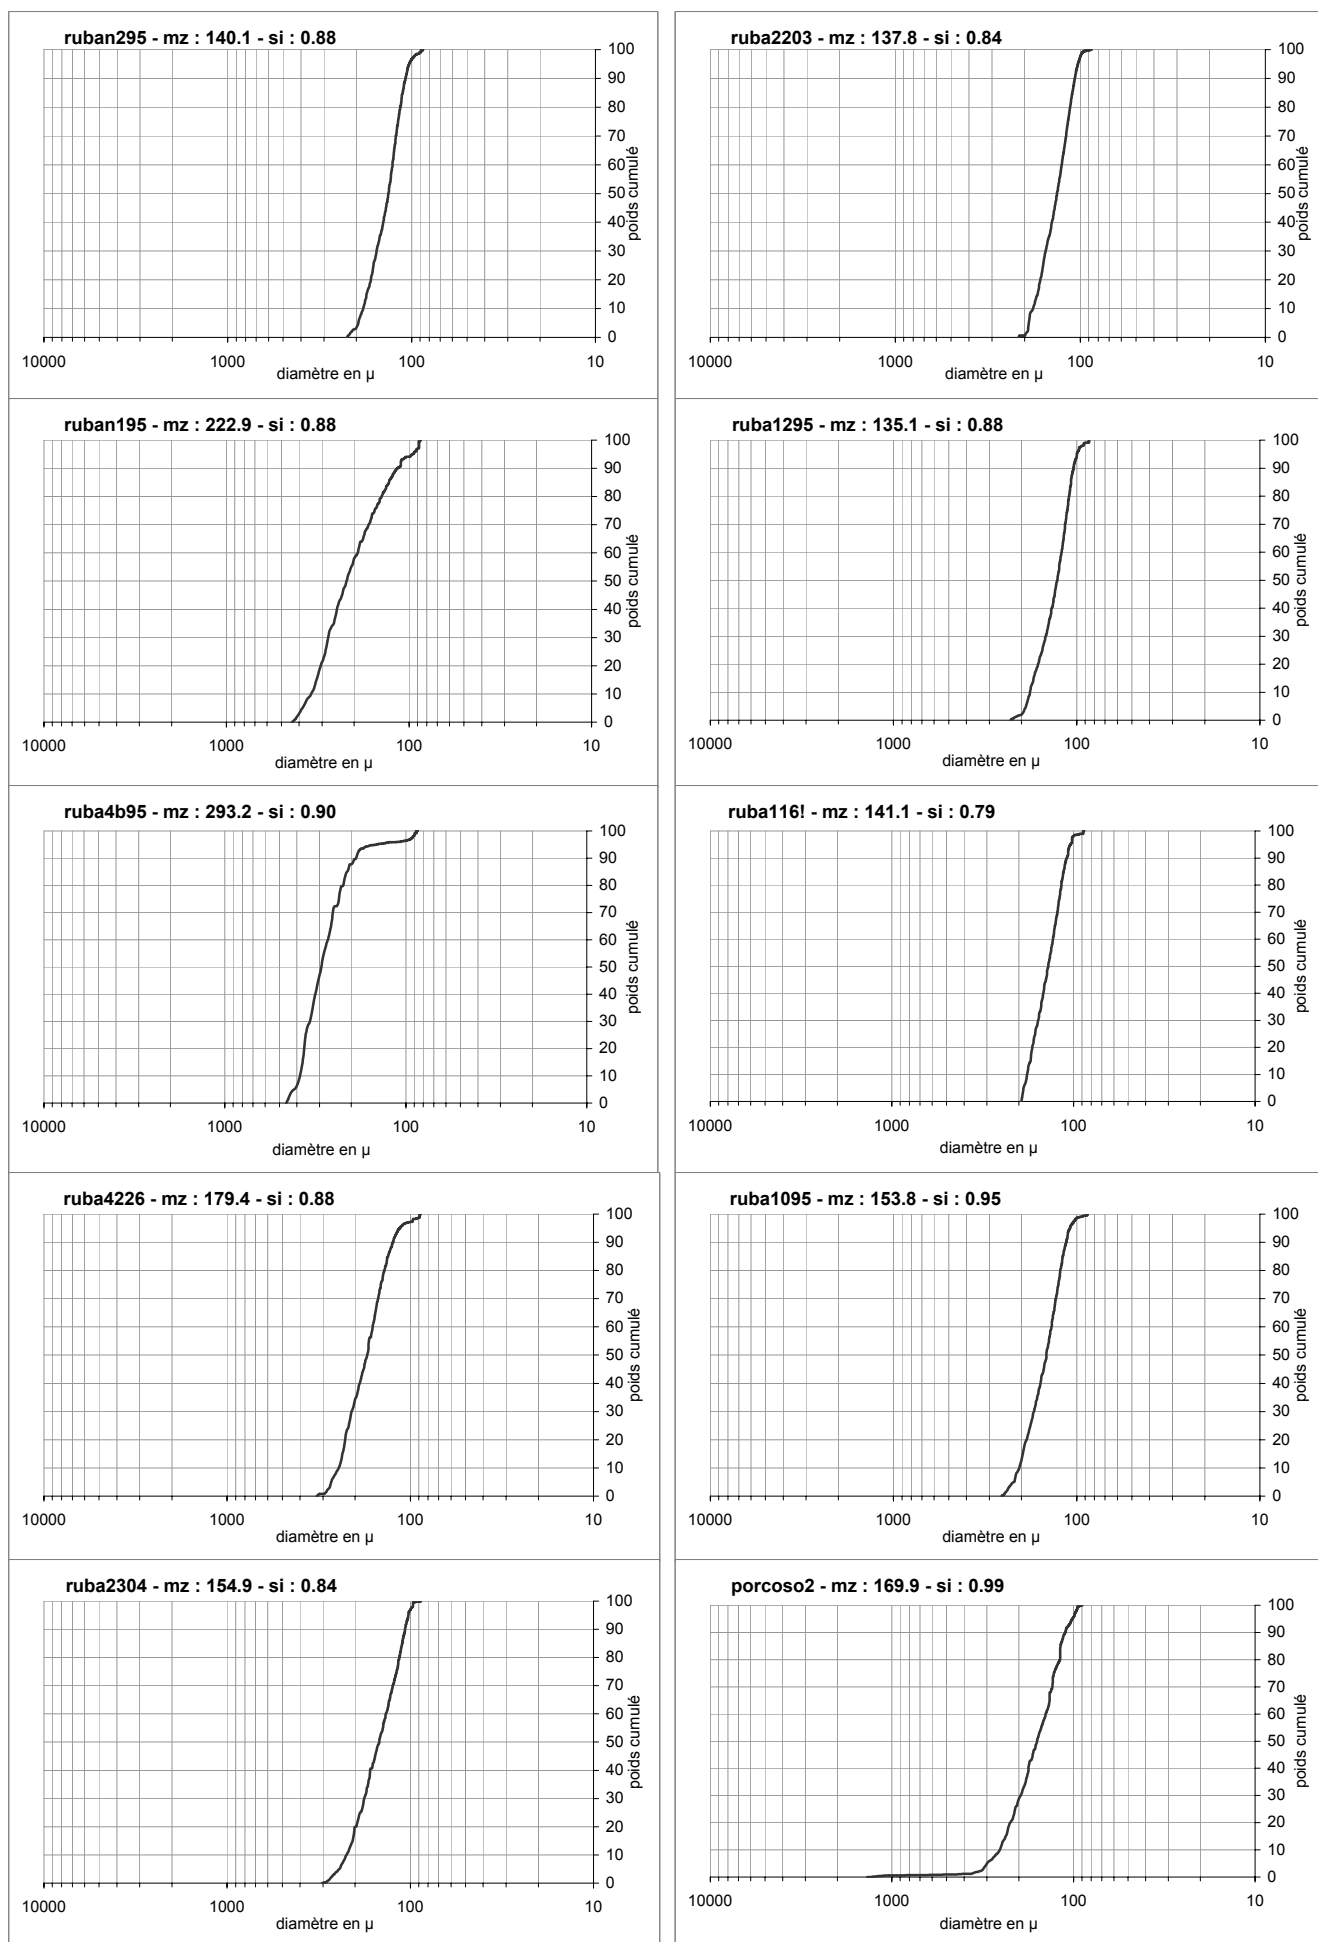 ruban295 - mz : 140.1 - si : 0.88
100
90
80
70
60
50
40
30
20
10
0
poids cumulé
10000 1000 100 10
diamètre en µ
ruba2203 - mz : 137.8 - si : 0.84
100
90
80
70
60
50
40
30
20
10
0
poids cumulé
10000 1000 100 10
diamètre en µ
ruban195 - mz : 222.9 - si : 0.88
100
90
80
70
60
50
40
30
20
10
0
poids cumulé
10000 1000 100 10
diamètre en µ
ruba1295 - mz : 135.1 - si : 0.88
100
90
80
70
60
50
40
30
20
10
0
poids cumulé
10000 1000 100 10
diamètre en µ
ruba4b95 - mz : 293.2 - si : 0.90
100
90
80
70
60
50
40
30
20
10
0
poids cumulé
10000 1000 100 10
diamètre en µ
ruba116! - mz : 141.1 - si : 0.79
100
90
80
70
60
50
40
30
20
10
0
poids cumulé
10000 1000 100 10
diamètre en µ
ruba4226 - mz : 179.4 - si : 0.88
100
90
80
70
60
50
40
30
20
10
0
poids cumulé
10000 1000 100 10
diamètre en µ
ruba1095 - mz : 153.8 - si : 0.95
100
90
80
70
60
50
40
30
20
10
0
poids cumulé
10000 1000 100 10
diamètre en µ
ruba2304 - mz : 154.9 - si : 0.84
100
90
80
70
60
50
40
30
20
10
0
poids cumulé
10000 1000 100 10
diamètre en µ
porcoso2 - mz : 169.9 - si : 0.99
100
90
80
70
60
50
40
30
20
10
0
poids cumulé
10000 1000 100 10
diamètre en µ